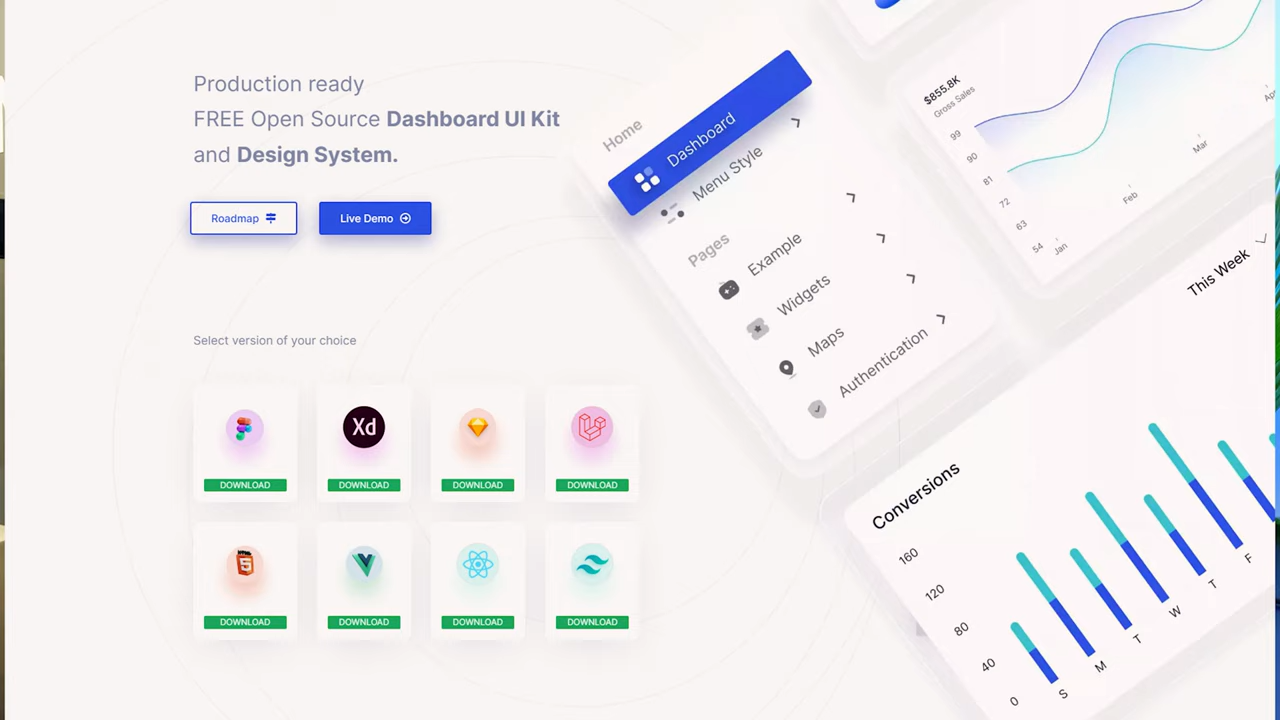 Production ready
FREE Open Source Dashboard UI Kit
and Design System.
Roadmap
Live Demo
Select version of your choice
Xd
DOWNLOAD
DOWNLOAD
DOWNLOAD
DOWNLOAD
HTML
5
DOWNLOAD
DOWNLOAD
DOWNLOAD
DOWNLOAD
Home
Dashboard
Menu Style
Pages
Example
Widgets
Maps
Authentication
$855.8K
Gross Sales
99
90
81
72
63
54
Jan
Feb
Mar
This Week
Conversions
160
120
80
40
0
S
M
T
W
T
F